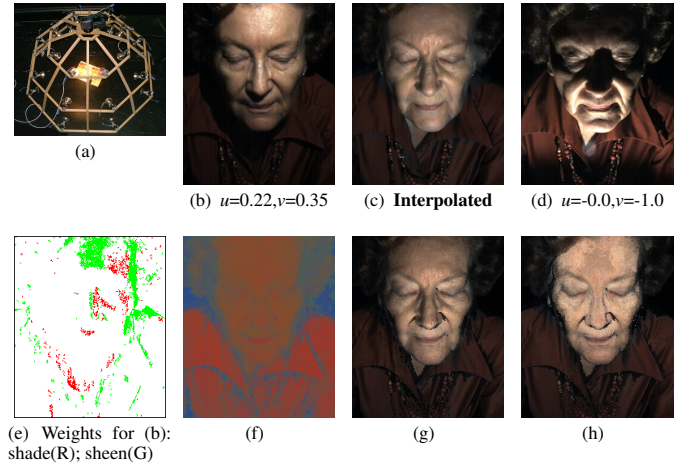 (a)
(b) u=0.22,v=0.35
(c) Interpolated
(d) u=-0.0,v=-1.0
(e) Weights for (b):
shade(R); sheen(G)
(f)
(g)
(h)